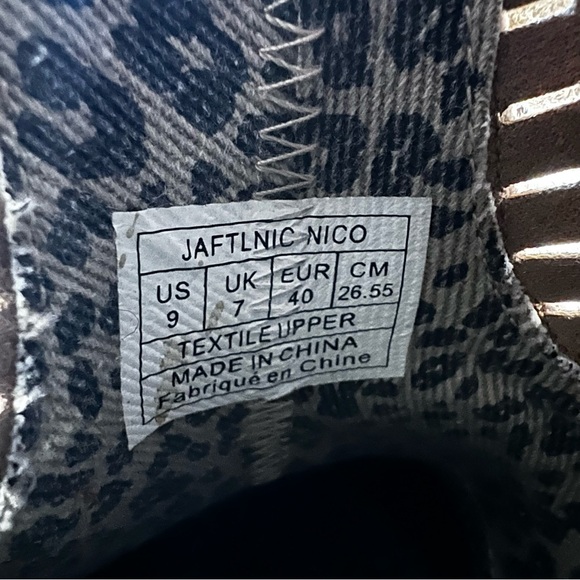 JAFTLNIC NICO
US UK EUR CM
9 7 40 26.55
TEXTILE UPPER
MADE IN CHINA
Fabriqué en Chine